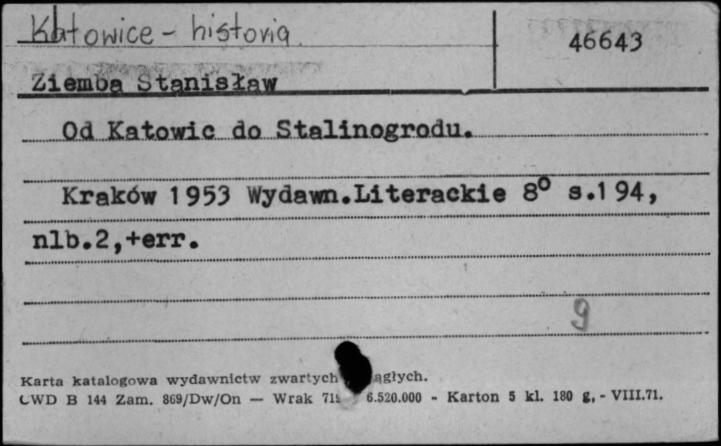 Katowice - historia
46643
Ziemba Stanisław
Od Katowic do Stalinogrodu.
Kraków 1953 Wydawn.Literackie 8º s.194,
nlb.2,+err.
9
Karta katalogowa wydawnictw zwartych
CWD B 144 Zam. 869/Dw/On — Wrak 6.520.000 - Karton 5 kl. 180 g, - VIII.71.